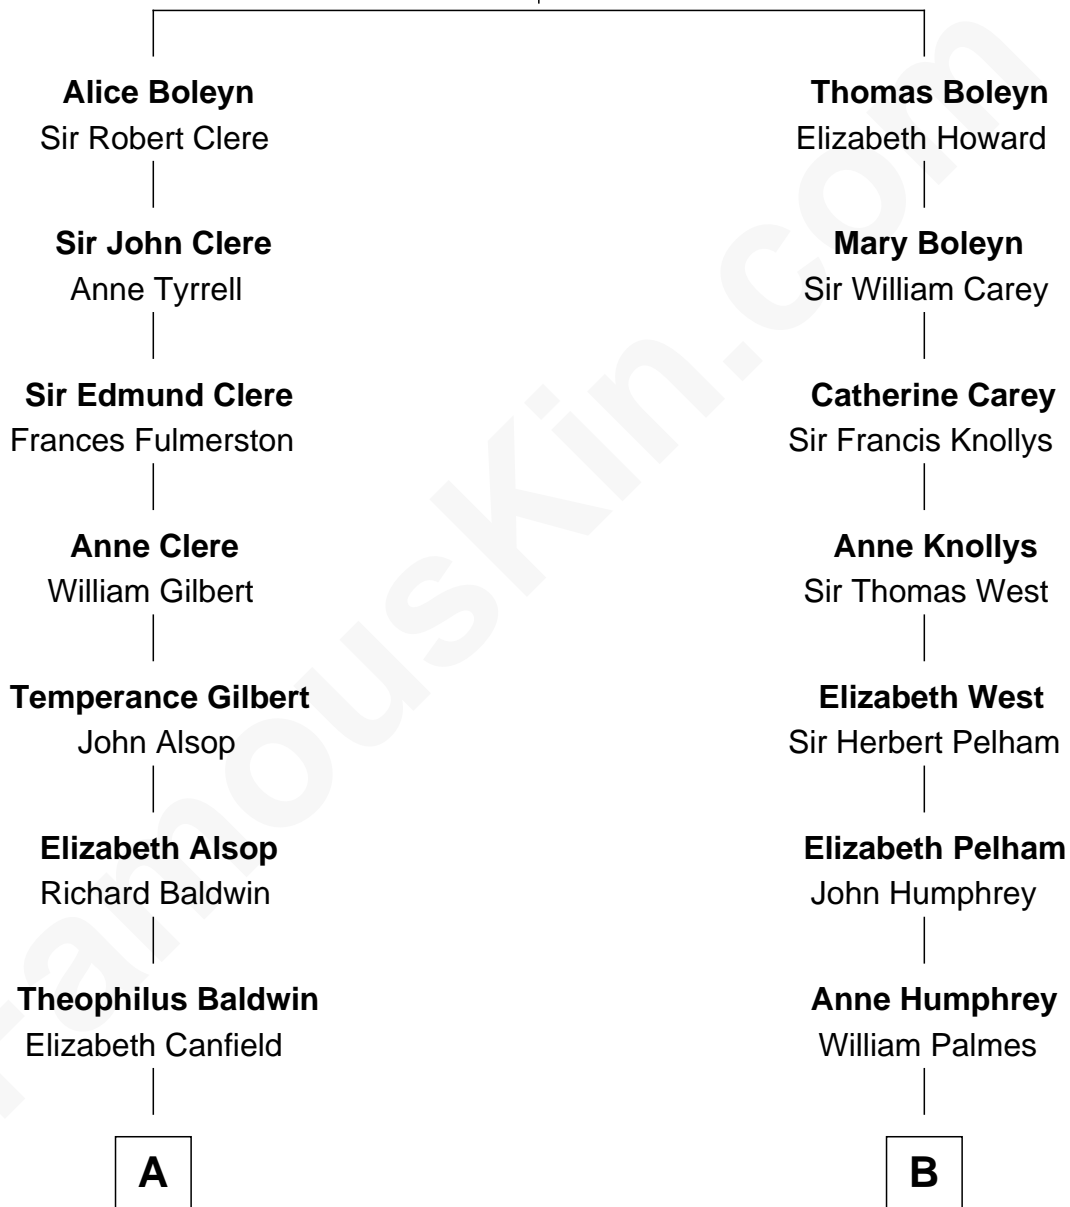 Alice Boleyn
Sir Robert Clere
Thomas Boleyn
Elizabeth Howard
Sir John Clere
Anne Tyrrell
Mary Boleyn
Sir William Carey
Sir Edmund Clere
Frances Fulmerston
Catherine Carey
Sir Francis Knollys
Anne Clere
William Gilbert
Anne Knollys
Sir Thomas West
Temperance Gilbert
John Alsop
Elizabeth West
Sir Herbert Pelham
Elizabeth Alsop
Richard Baldwin
Elizabeth Pelham
John Humphrey
Theophilus Baldwin
Elizabeth Canfield
Anne Humphrey
William Palmes
A
B
FamousKin.com